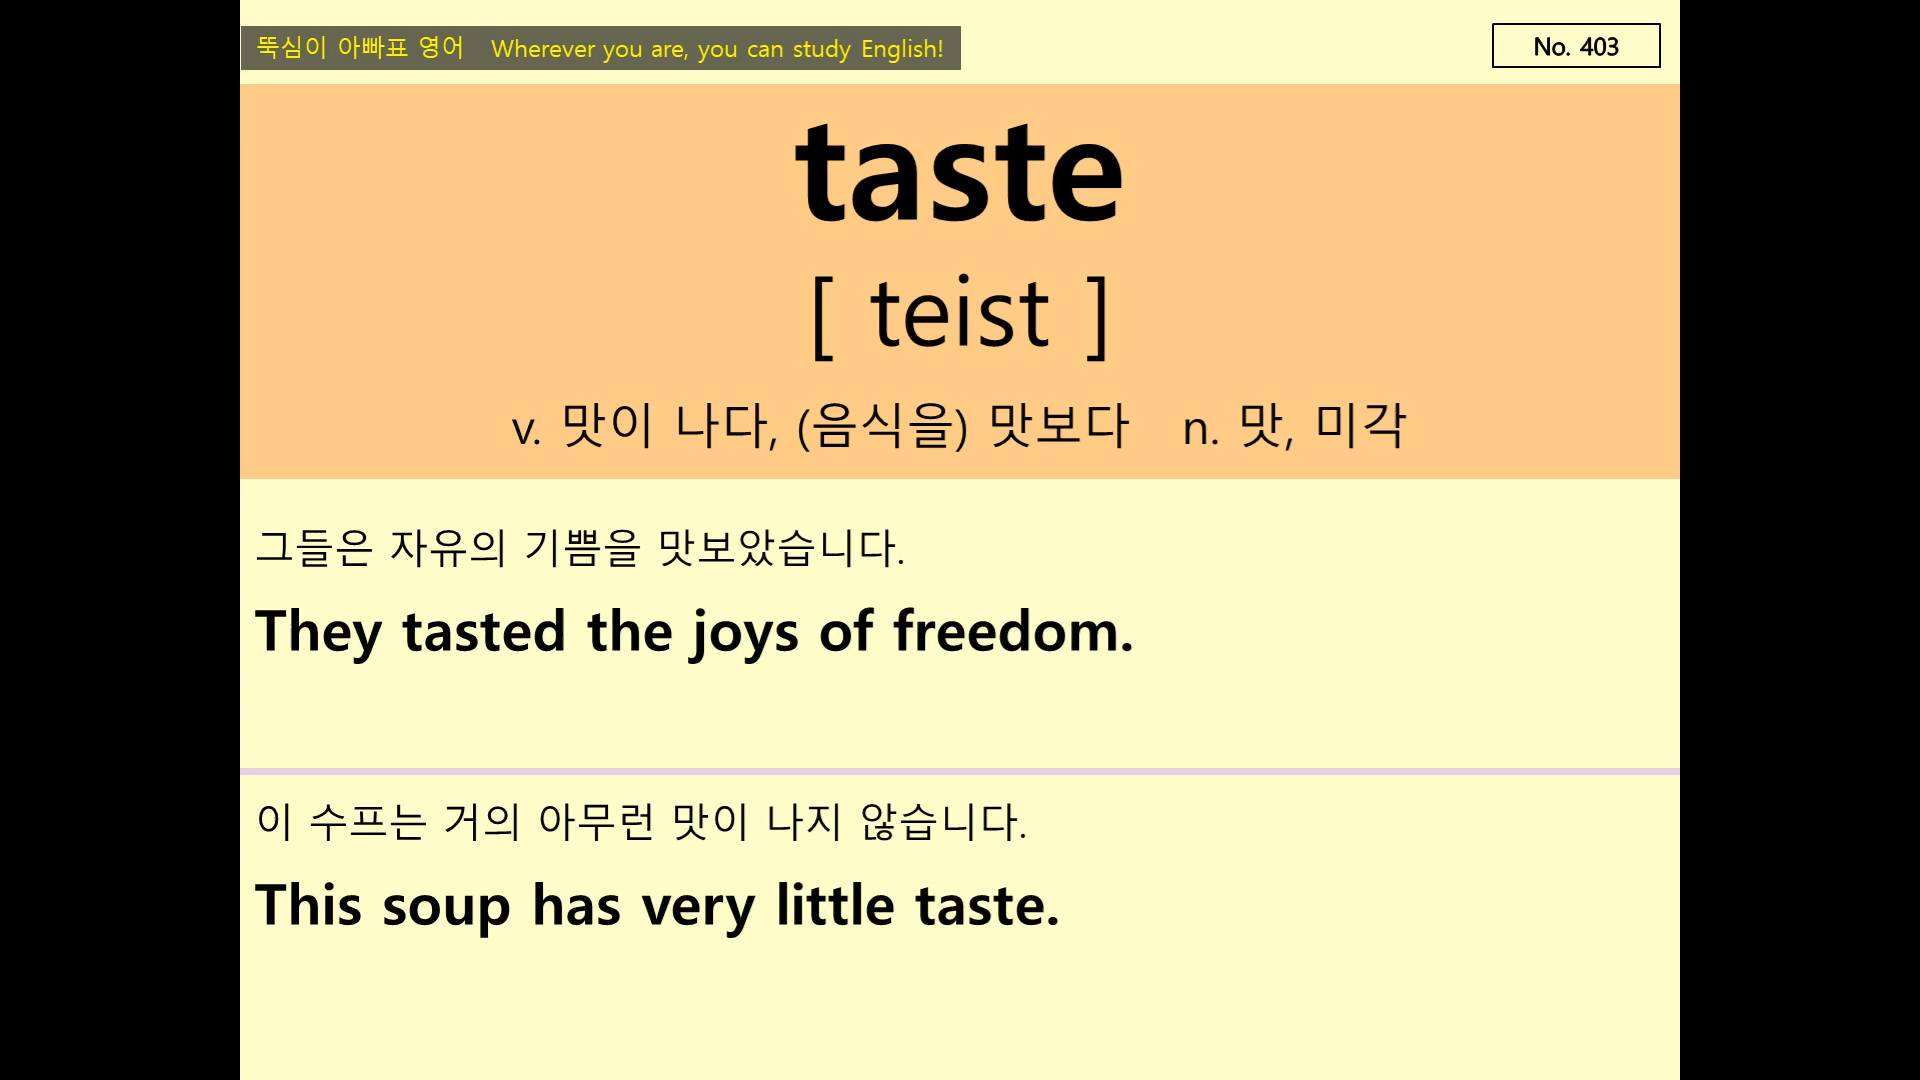 뚝심이 아빠표 영어 Wherever you are, you can study English!
No. 403
taste
[ teist ]
v. 맛이 나다, (음식을) 맛보다 n. 맛, 미각
그들은 자유의 기쁨을 맛보았습니다.
They tasted the joys of freedom.
이 수프는 거의 아무런 맛이 나지 않습니다.
This soup has very little taste.